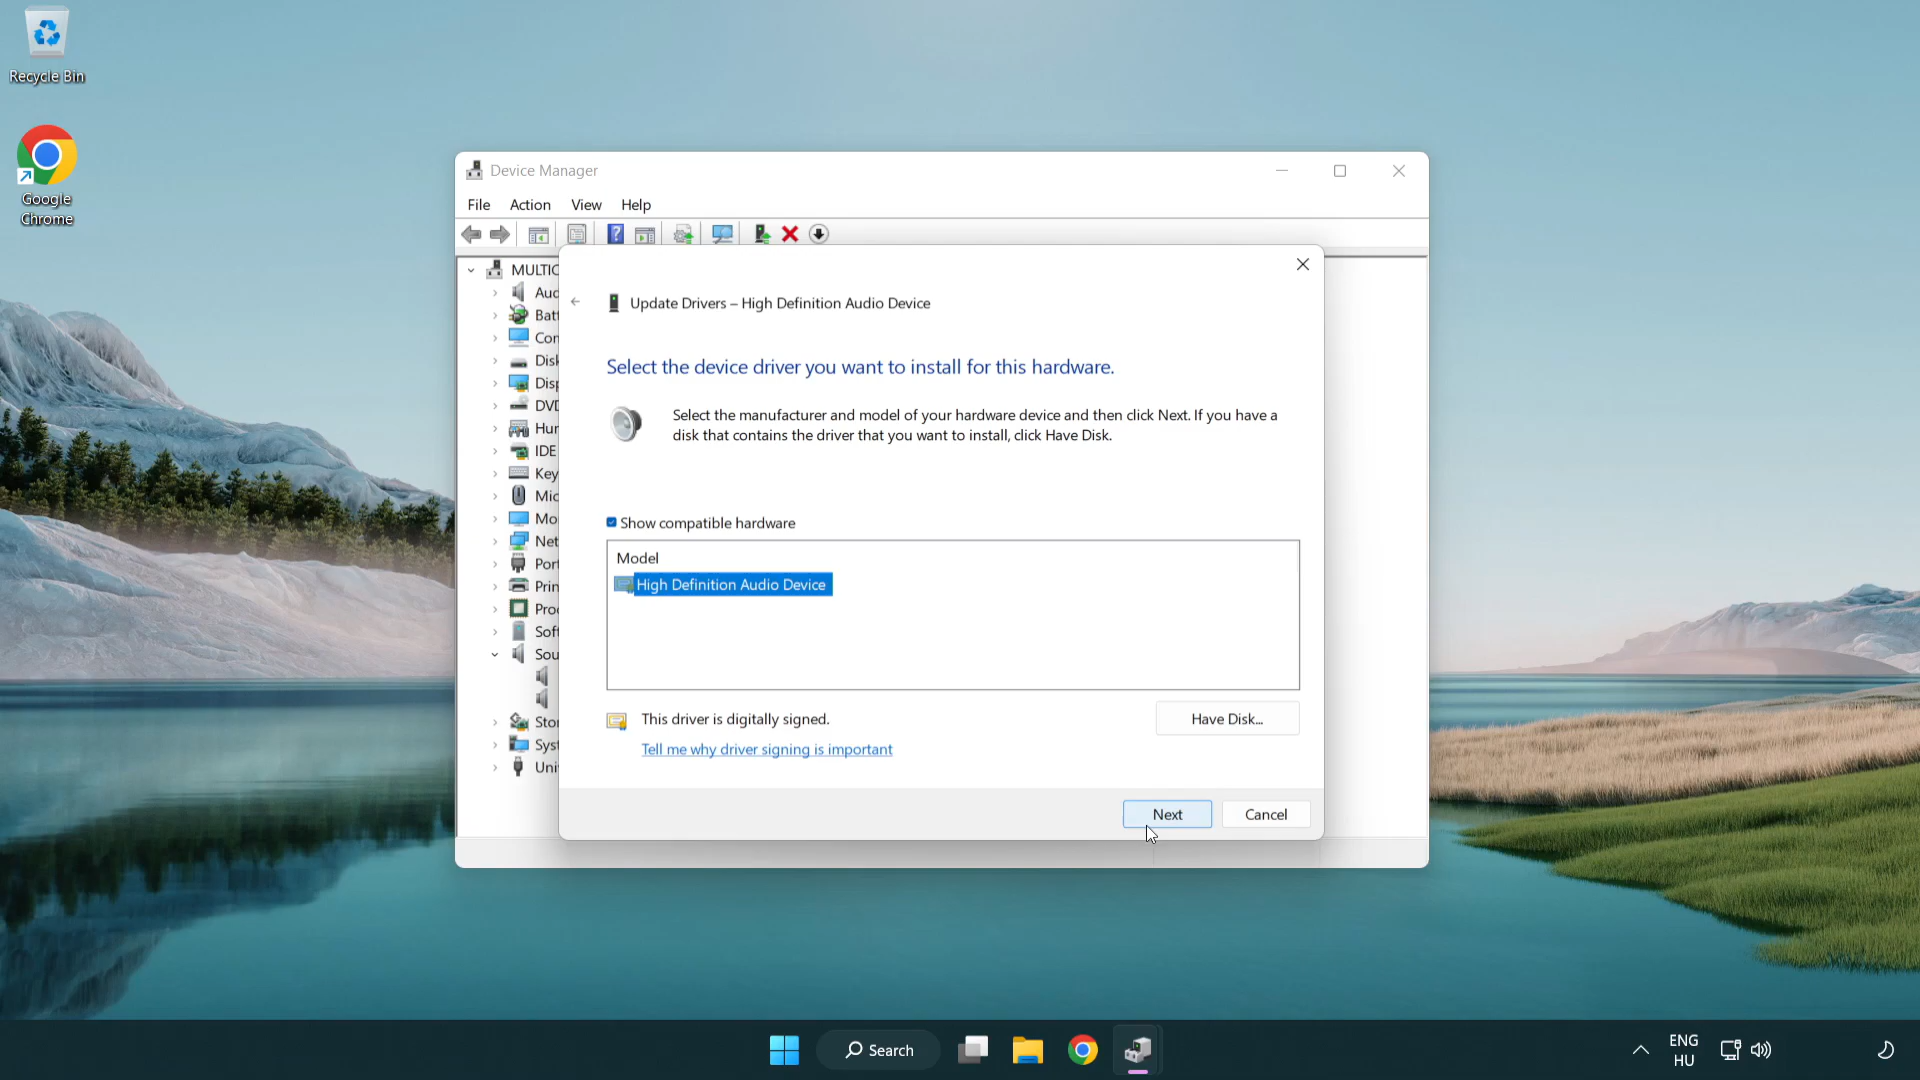 Recycle Bin
Google
Chrome
Device Manager
File Action View Help
MULTIC
Aud
Batt
Con
Disk
Disp
DVD
Hur
IDE
Key
Mic
Mo
Net
Port
Prin
Proc
Soft
Sou
Stor
Syst
Uni
Update Drivers – High Definition Audio Device
Select the device driver you want to install for this hardware.
Select the manufacturer and model of your hardware device and then click Next. If you have a
disk that contains the driver that you want to install, click Have Disk.
Show compatible hardware
Model
High Definition Audio Device
This driver is digitally signed.
Have Disk...
Tell me why driver signing is important
Next
Cancel
Search
ENG
HU